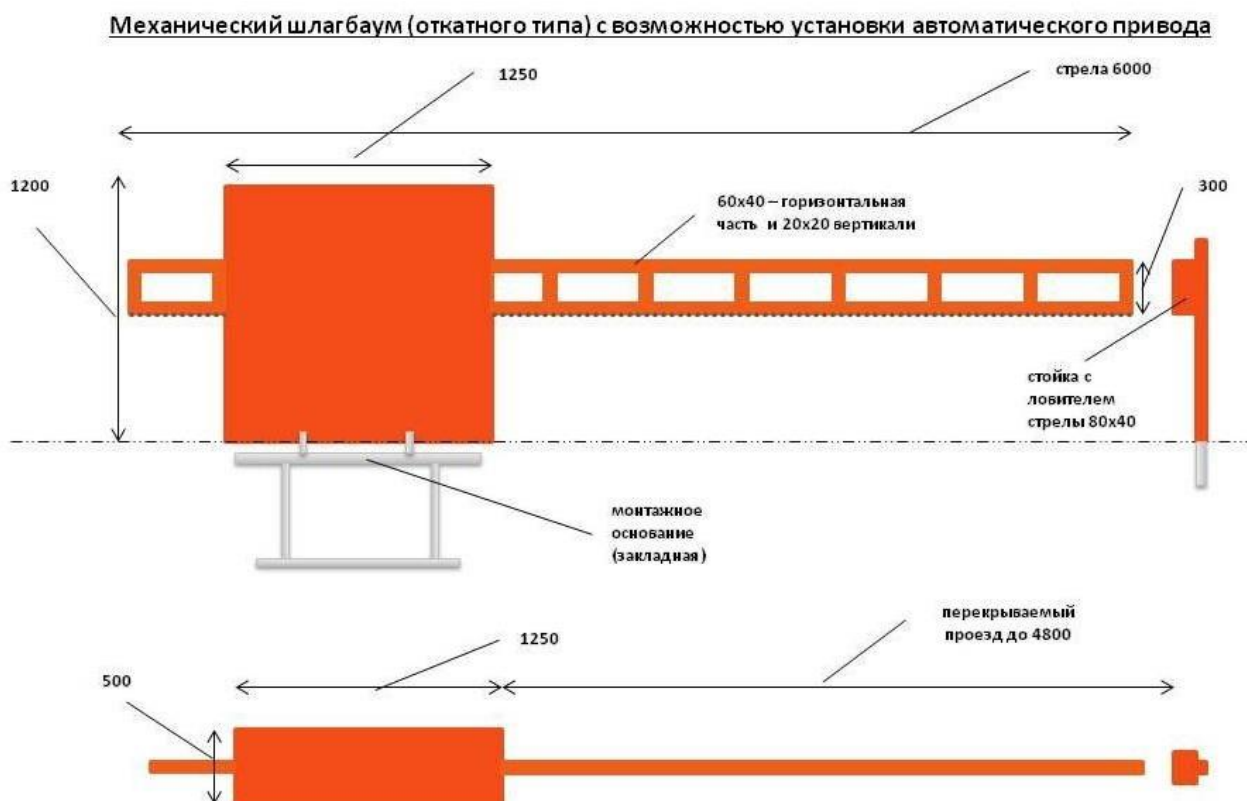 Механический шлагбаум (откатного типа) с возможностью установки автоматического привода
1250
стрела 6000
1200
60х40 – горизонтальная
часть и 20х20 вертикали
300
стойка с
ловителем
стрелы 80х40
монтажное
основание
(закладная)
перекрываемый
проезд до 4800
1250
500